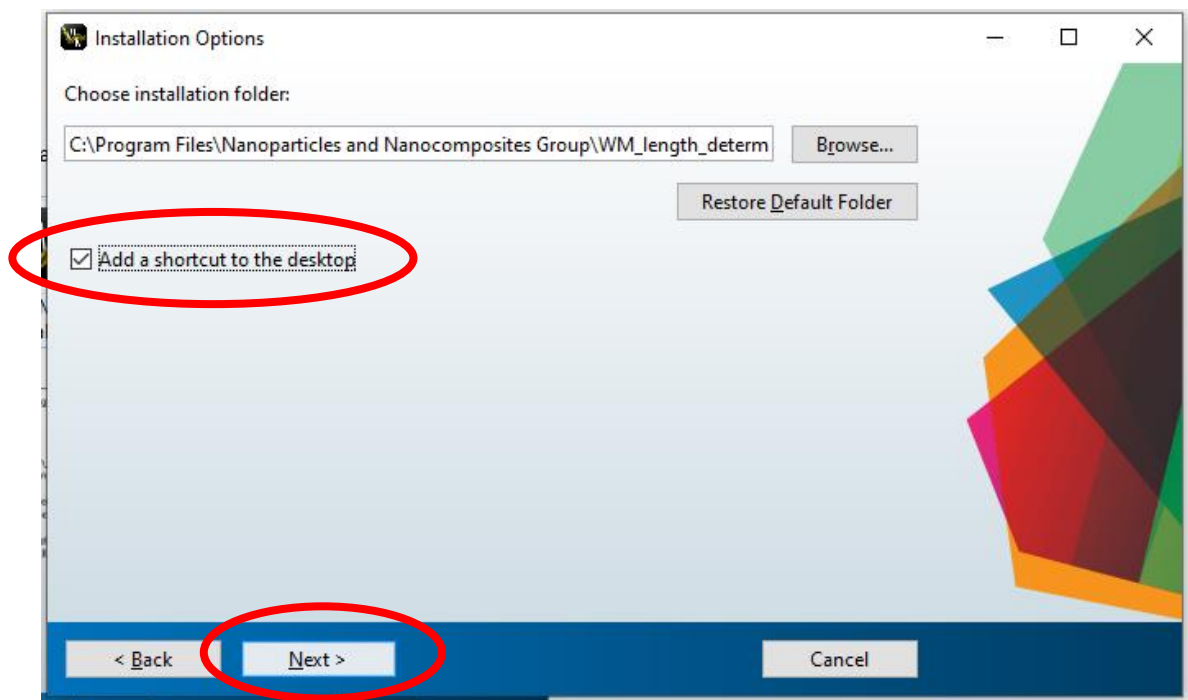 Installation Options
Choose installation folder:
C:\Program Files\Nanoparticles and Nanocomposites Group\WM_length_determ
Browse...
Restore Default Folder
Add a shortcut to the desktop
< Back
Next >
Cancel